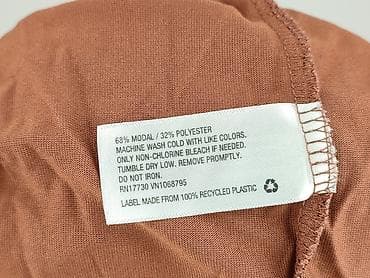 68% MODAL / 32% POLYESTER
MACHINE WASH COLD WITH LIKE COLORS.
ONLY NON-CHLORINE BLEACH IF NEEDED.
TUMBLE DRY LOW. REMOVE PROMPTLY.
DO NOT IRON.
RN17730 VN1068795
LABEL MADE FROM 100% RECYCLED PLASTIC